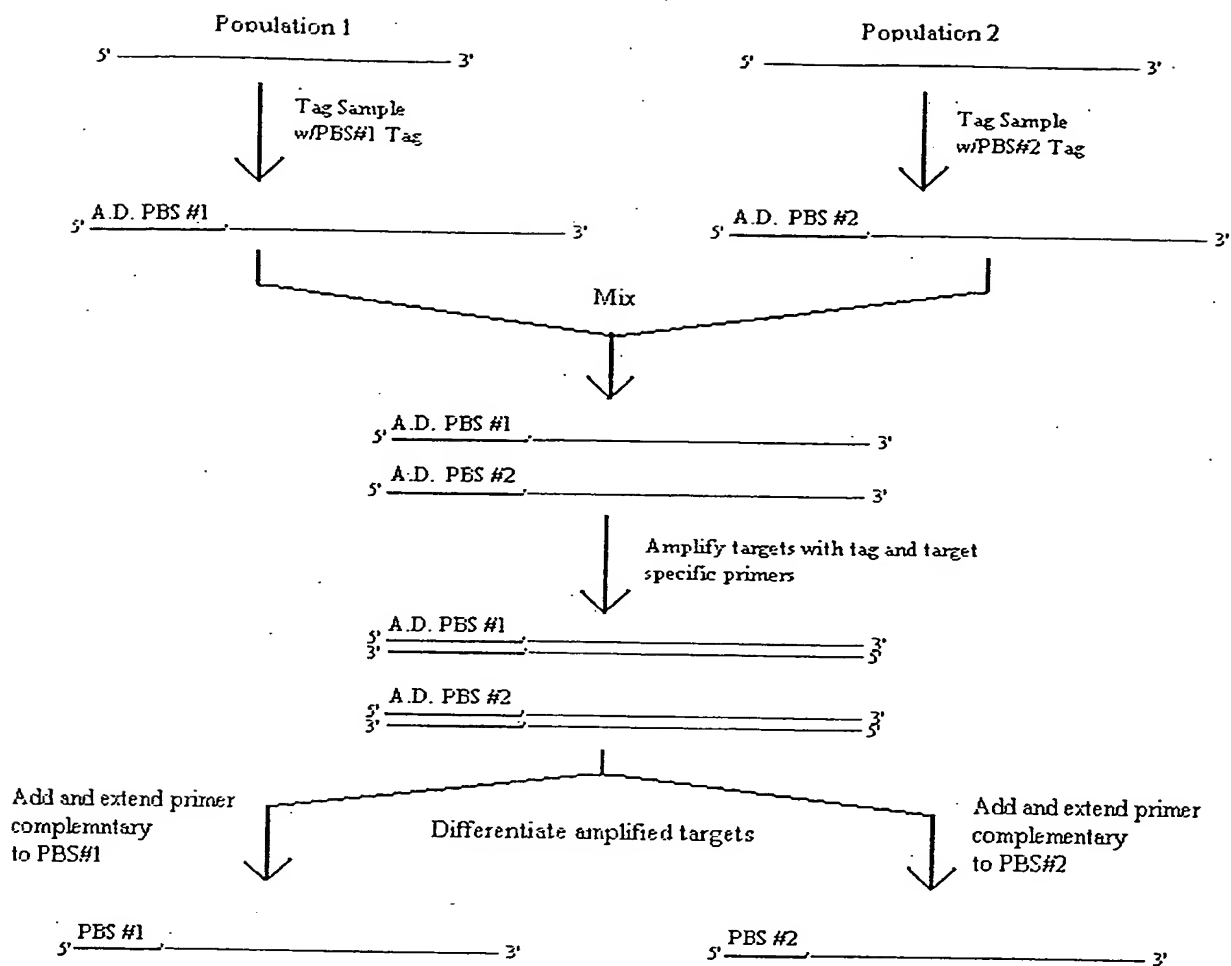 Population 1
Population 2
5' 3'
5' 3'
Tag Sample
w/PBS#1 Tag
Tag Sample
w/PBS#2 Tag
5' A.D. PBS #1 3'
5' A.D. PBS #2 3'
Mix
5' A.D. PBS #1 3'
5' A.D. PBS #2 3'
Amplify targets with tag and target
specific primers
5' A.D. PBS #1 3'
3' 5'
5' A.D. PBS #2 3'
3' 5'
Add and extend primer
complemntary
to PBS#1
Differentiate amplified targets
Add and extend primer
complementary
to PBS#2
5' PBS #1 3'
5' PBS #2 3'